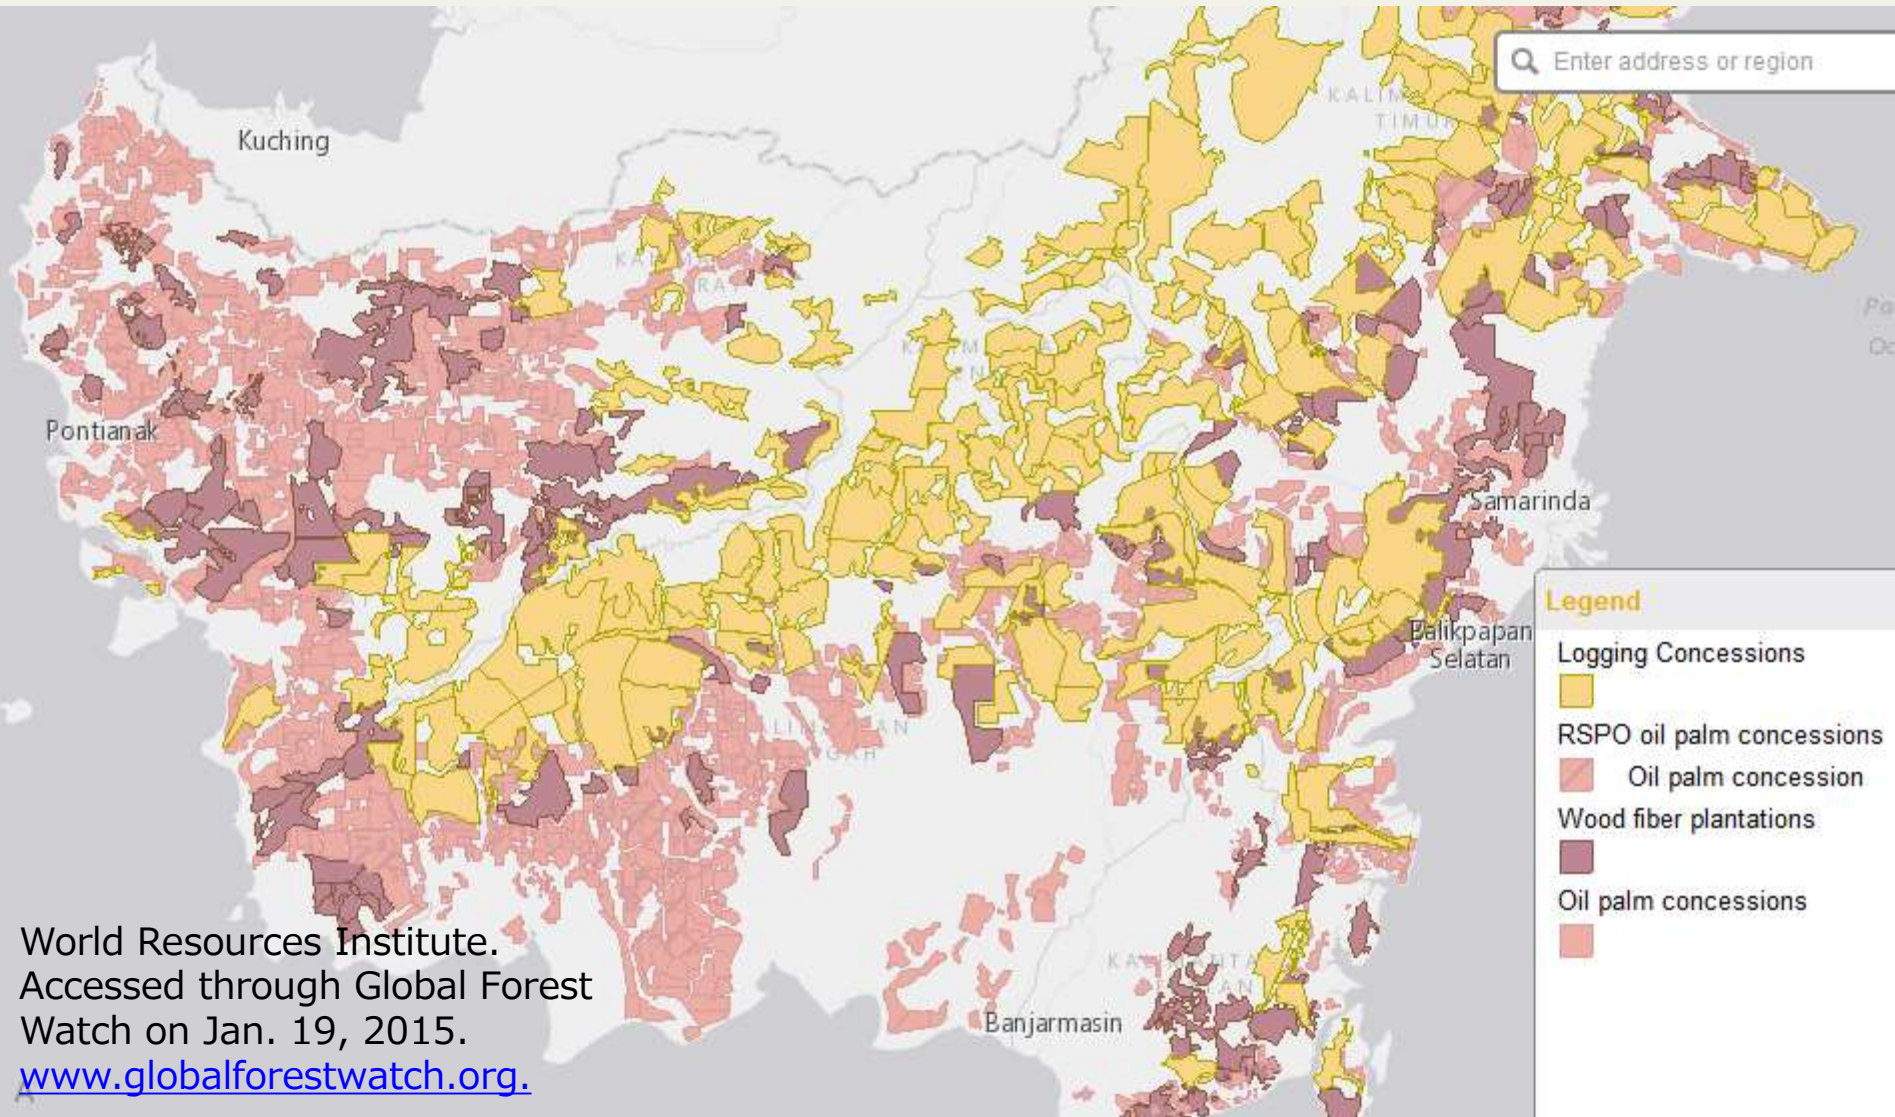 Enter address or region
TIMUR
Kuching
Pontianak
Samarinda
Balikpapan
Selatan
Banjarmasin
Legend
Logging Concessions
RSPO oil palm concessions
Oil palm concession
Wood fiber plantations
Oil palm concessions
World Resources Institute.
Accessed through Global Forest
Watch on Jan. 19, 2015.
www.globalforestwatch.org.